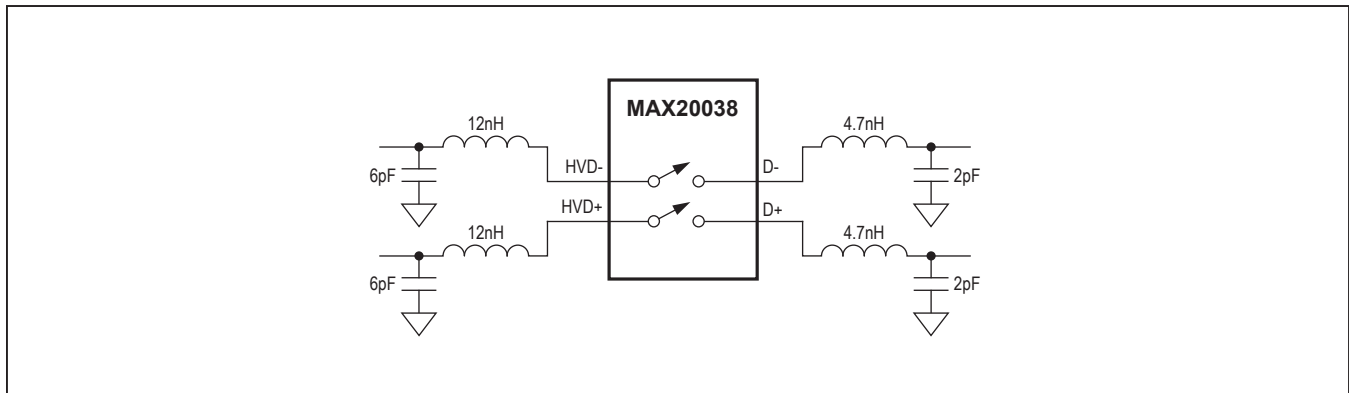 MAX20038
12nH
4.7nH
HVD-
D-
6pF
2pF
HVD+
D+
12nH
4.7nH
6pF
2pF